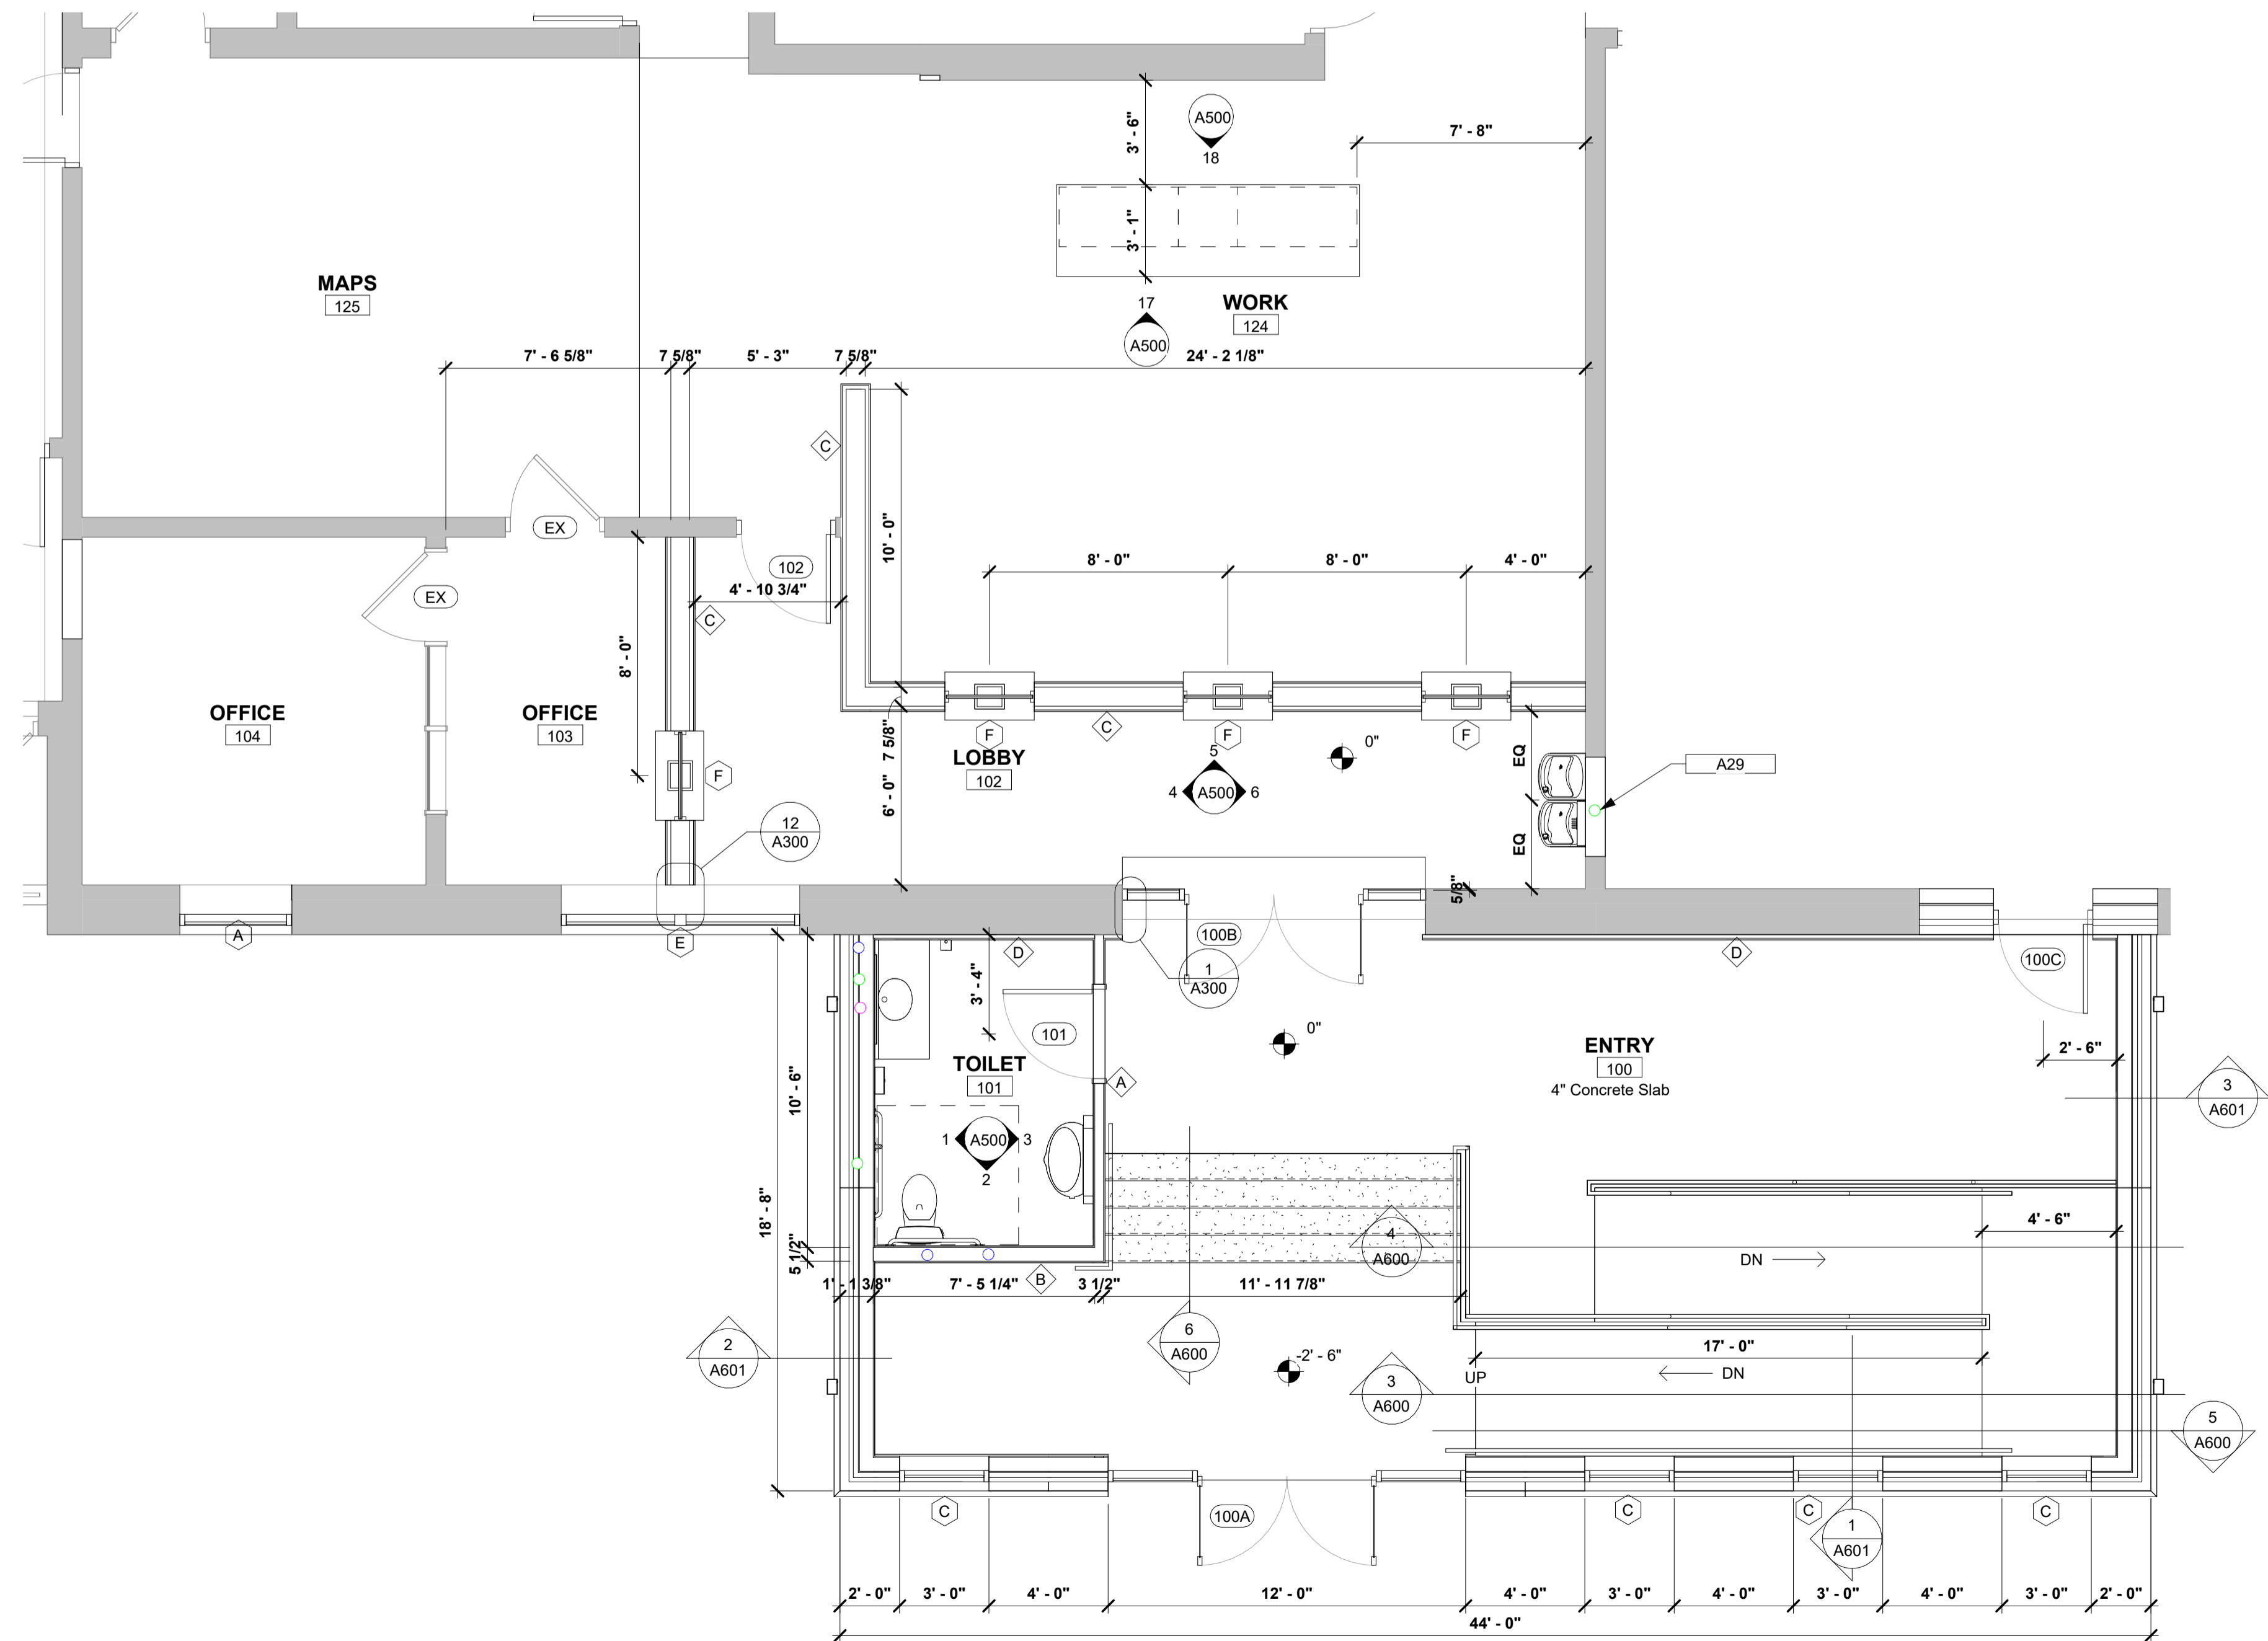 A500
18
3' - 6"
7' - 8"
3' - 1"
MAPS
125
17
A500
WORK
124
7' - 6 5/8"
7 5/8"
5' - 3"
7 5/8"
24' - 2 1/8"
C
10' - 0"
EX
102
8' - 0"
8' - 0"
4' - 0"
EX
4' - 10 3/4"
C
8' - 0"
OFFICE
104
OFFICE
103
F
7 5/8"
6' - 0"
F
LOBBY
102
C
F
F
5
4
A500
6
0"
EQ
EQ
A29
12
A300
5/8"
A
E
D
100B
1
A300
D
100C
3' - 4"
101
0"
ENTRY
100
4" Concrete Slab
2' - 6"
TOILET
101
A
10' - 6"
3
A601
1
A500
3
2
18' - 8"
5 1/2"
4
A600
4' - 6"
DN
1' - 1 3/8"
7' - 5 1/4"
B
3 1/2"
11' - 11 7/8"
2
A601
6
A600
-2' - 6"
17' - 0"
UP
DN
3
A600
5
A600
C
100A
C
C
C
1
A601
2' - 0"
3' - 0"
4' - 0"
12' - 0"
4' - 0"
3' - 0"
4' - 0"
3' - 0"
4' - 0"
3' - 0"
2' - 0"
44' - 0"